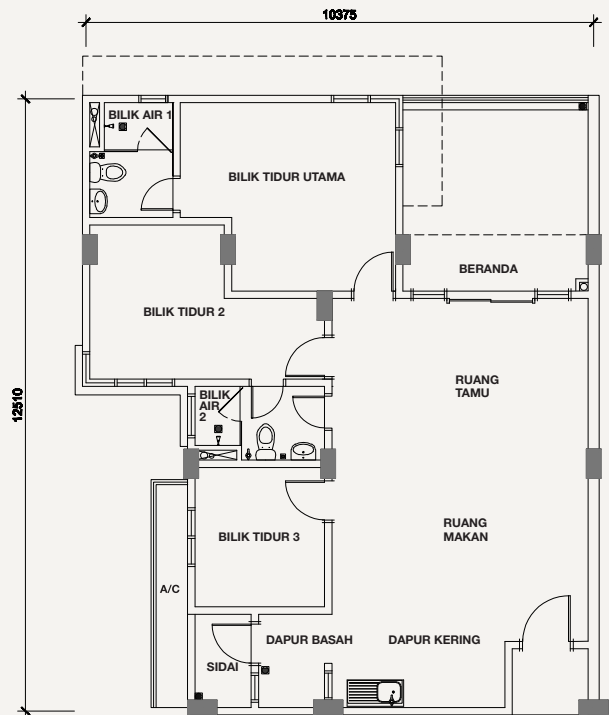 10375
BILIK AIR 1
BILIK TIDUR UTAMA
BERANDA
BILIK TIDUR 2
12510
RUANG
TAMU
BILIK
AIR
2
RUANG
MAKAN
BILIK TIDUR 3
A/C
DAPUR BASAH
DAPUR KERING
SIDAI